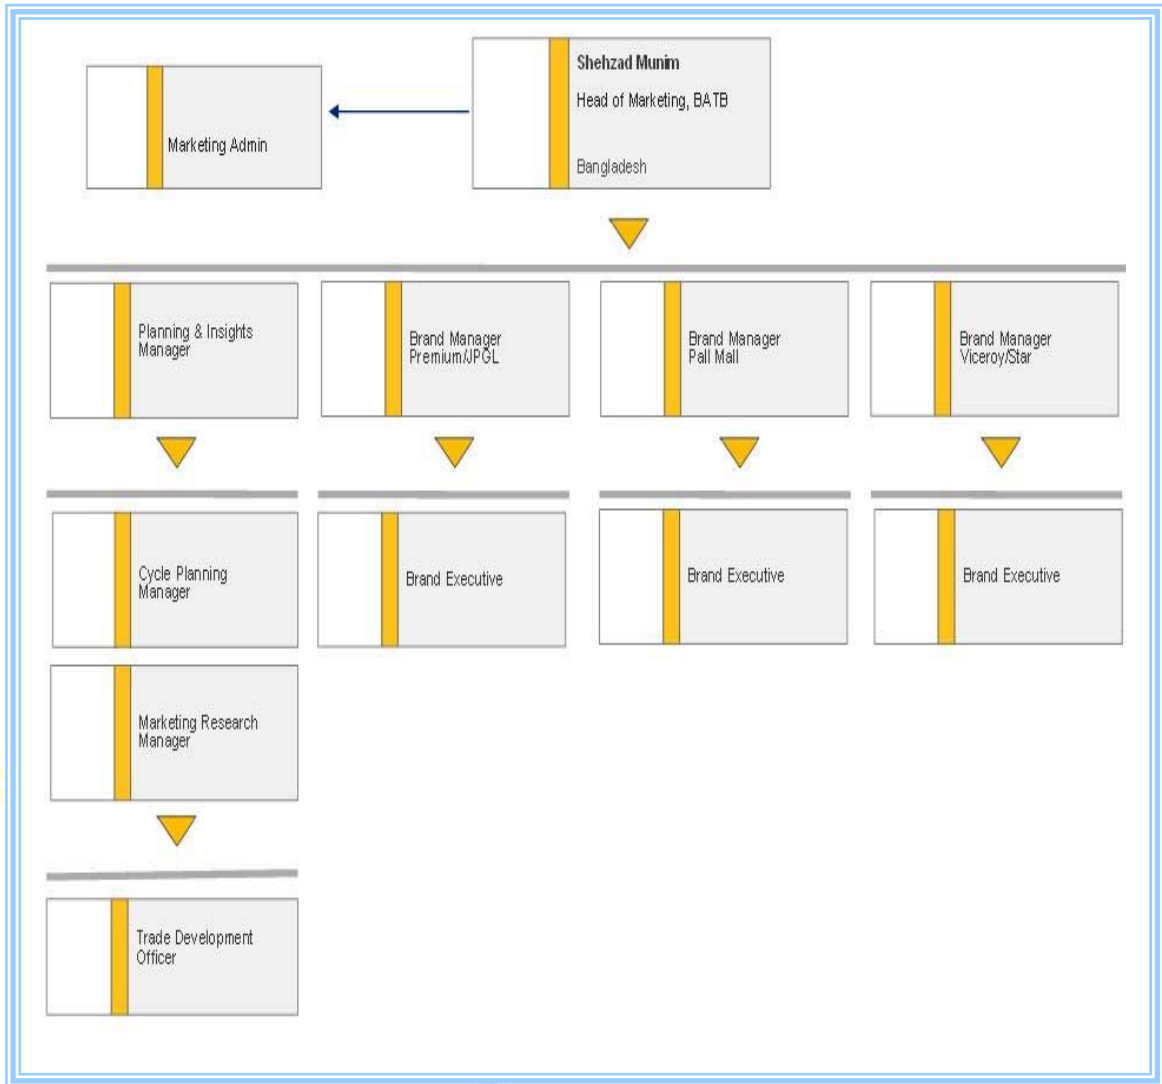 Shehzad Munim
Head of Marketing, BATB
Bangladesh
Marketing Admin
Planning & Insights
Manager
Brand Manager
Premium/JPGL
Brand Manager
Pall Mall
Brand Manager
Viceroy/Star
Cycle Planning
Manager
Brand Executive
Brand Executive
Brand Executive
Marketing Research
Manager
Trade Development
Officer